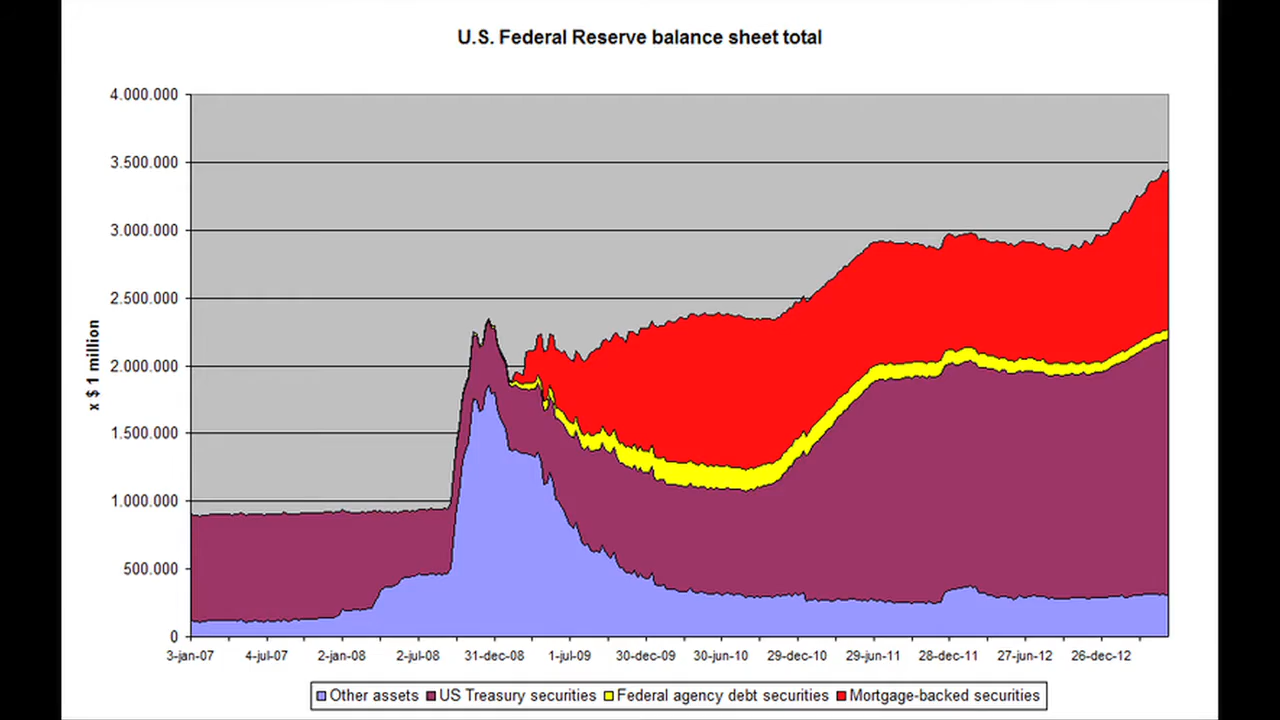 U.S. Federal Reserve balance sheet total
4.000.000
3.500.000
3.000.000
2.500.000
2.000.000
1.500.000
1.000.000
500.000
0
x $ 1 million
3-jan-07 4-jul-07 2-jan-08 2-jul-08 31-dec-08 1-jul-09 30-dec-09 30-jun-10 29-dec-10 29-jun-11 28-dec-11 27-jun-12 26-dec-12
Other assets US Treasury securities Federal agency debt securities Mortgage-backed securities